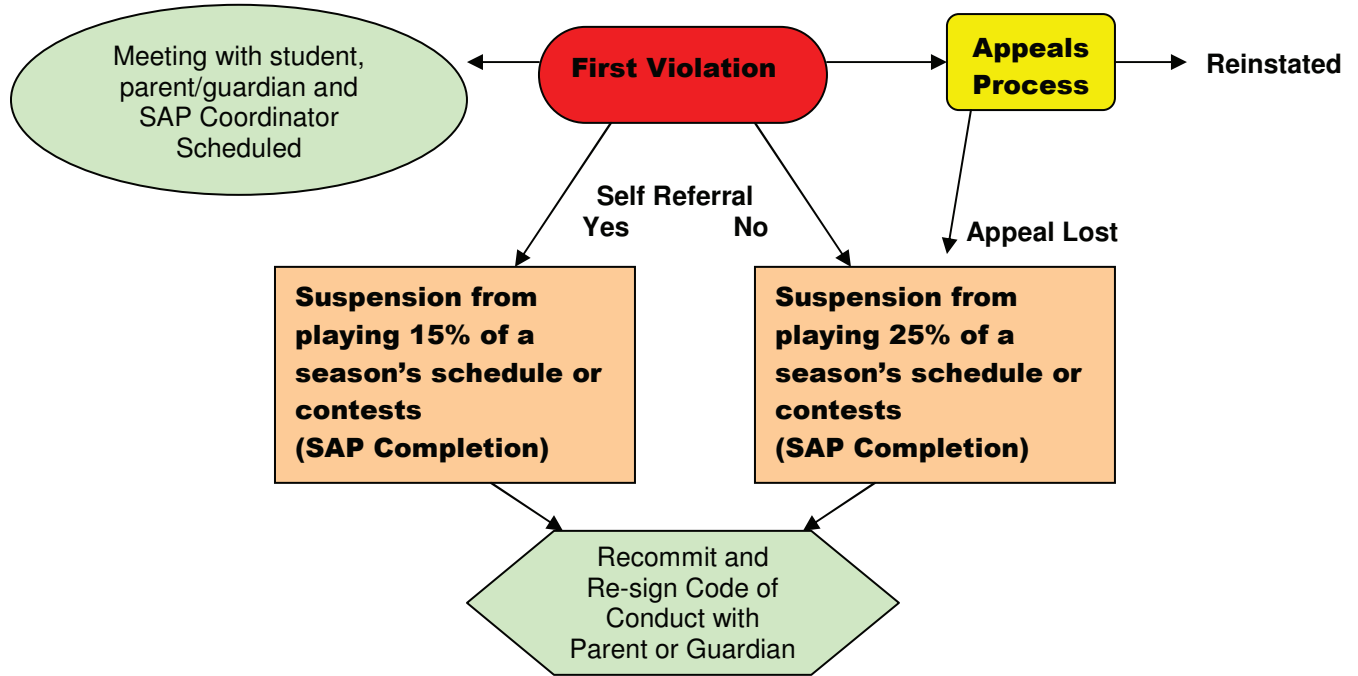 Meeting with student,
parent/guardian and
SAP Coordinator
Scheduled
First Violation
Appeals
Process
Reinstated
Self Referral
Yes No
Appeal Lost
Suspension from
playing 15% of a
season’s schedule or
contests
(SAP Completion)
Suspension from
playing 25% of a
season’s schedule or
contests
(SAP Completion)
Recommit and
Re-sign Code of
Conduct with
Parent or Guardian